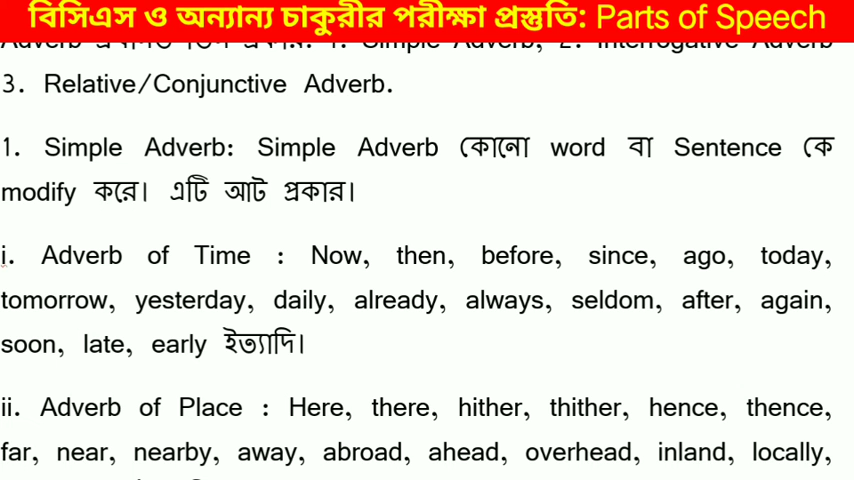 বিসিএস ও অন্যান্য চাকুরীর পরীক্ষা প্রস্তুতি: Parts of Speech
3. Relative/Conjunctive Adverb.
1. Simple Adverb: Simple Adverb কোনো word বা Sentence কে
modify করে। এটি আট প্রকার।
i. Adverb of Time : Now, then, before, since, ago, today,
tomorrow, yesterday, daily, already, always, seldom, after, again,
soon, late, early ইত্যাদি।
ii. Adverb of Place : Here, there, hither, thither, hence, thence,
far, near, nearby, away, abroad, ahead, overhead, inland, locally,